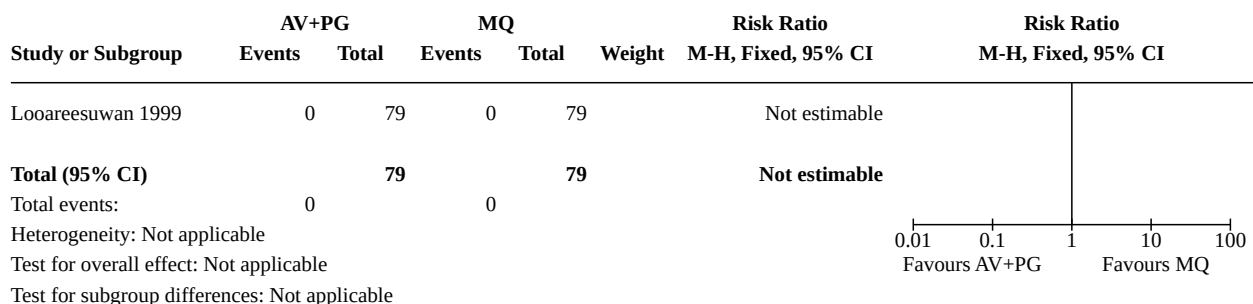 AV+PG MQ Risk Ratio Risk Ratio
Study or Subgroup Events Total Events Total Weight M-H, Fixed, 95% CI M-H, Fixed, 95% CI
Looareesuwan 1999 0 79 0 79 Not estimable
Total (95% CI) 79 79 Not estimable
Total events: 0 0
Heterogeneity: Not applicable
0.01 0.1 1 10 100
Test for overall effect: Not applicable Favours AV+PG Favours MQ
Test for subgroup differences: Not applicable